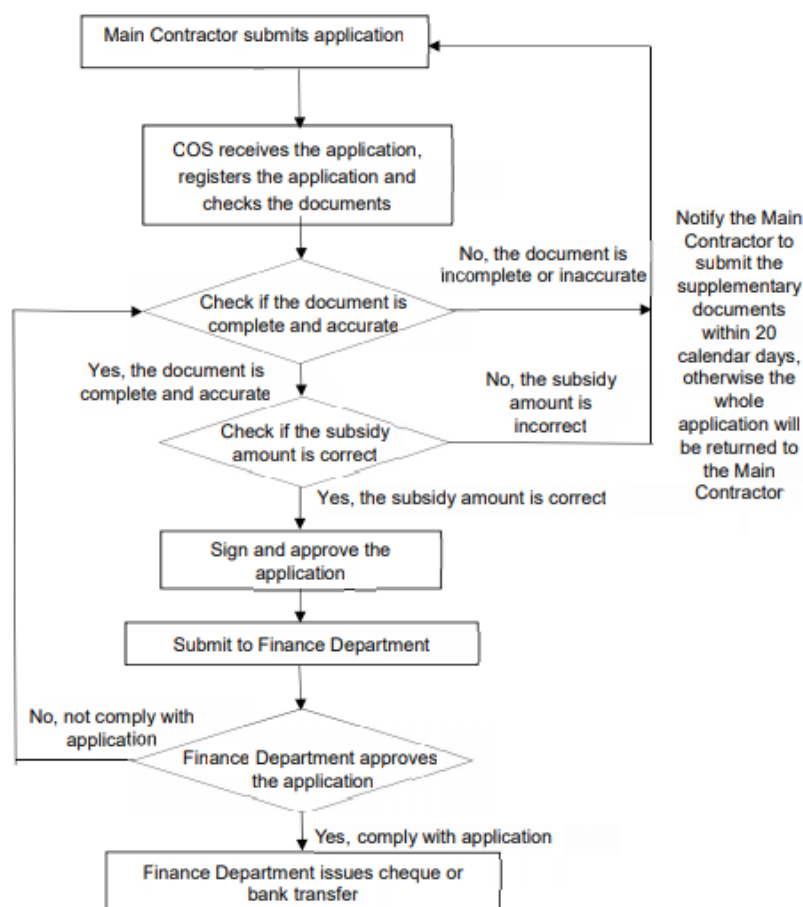 Main Contractor submits application
COS receives the application,
registers the application and
checks the documents
No, the document is
incomplete or inaccurate
Check if the document is
complete and accurate
Yes, the document is
complete and accurate
No, the subsidy
amount is
incorrect
Check if the subsidy
amount is correct
Notify the Main
Contractor to
submit the
supplementary
documents
within 20
calendar days,
otherwise the
whole
application will
be returned to
the Main
Contractor
Yes, the subsidy amount is correct
Sign and approve the
application
Submit to Finance Department
No, not comply with
application
Finance Department approves
the application
Yes, comply with application
Finance Department issues cheque or
bank transfer